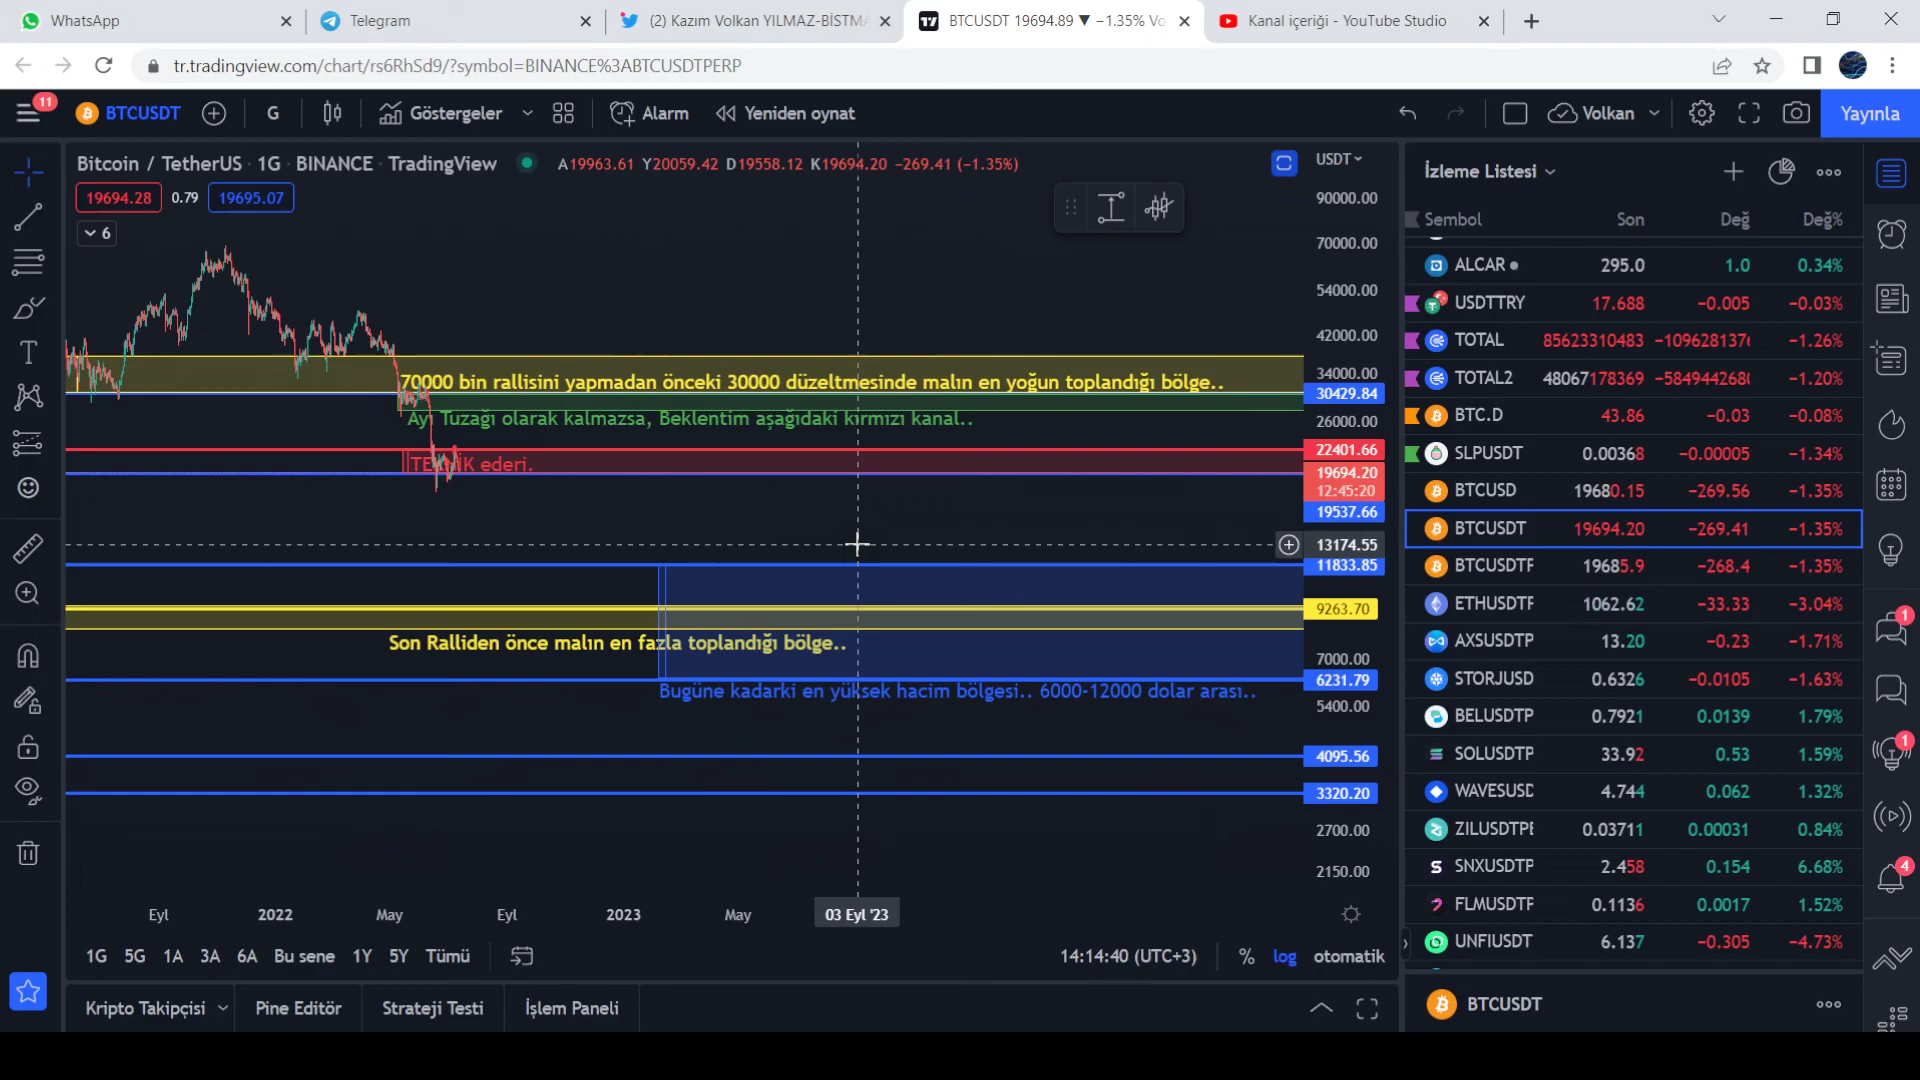 WhatsApp
Telegram
(2) Kazım Volkan YILMAZ-BİSTMA
BTCUSDT 19694.89 ▼ −1.35% Vo
Kanal içeriği - YouTube Studio
tr.tradingview.com/chart/rs6RhSd9/?symbol=BINANCE%3ABTCUSDTPERP
11
BTCUSDT
G
Göstergeler
Alarm
Yeniden oynat
Volkan
Yayınla
Bitcoin / TetherUS · 1G · BINANCE · TradingView
A19963.61 Y20059.42 D19558.12 K19694.20 −269.41 (−1.35%)
19694.28 0.79 19695.07
6
70000 bin rallisini yapmadan önceki 30000 düzeltmesinde malın en yoğun toplandığı bölge..
Ayı Tuzağı olarak kalmazsa, Beklentim aşağıdaki kırmızı kanal..
TEKNİK ederi.
Son Ralliden önce malın en fazla toplandığı bölge..
Bugüne kadarki en yüksek hacim bölgesi.. 6000-12000 dolar arası..
USDT
90000.00
70000.00
54000.00
42000.00
34000.00
30429.84
26000.00
22401.66
19694.20
12:45:20
19537.66
13174.55
11833.85
9263.70
7000.00
6231.79
5400.00
4095.56
3320.20
2700.00
2150.00
Eyl 2022 May Eyl 2023 May 03 Eyl '23
1G 5G 1A 3A 6A Bu sene 1Y 5Y Tümü
14:14:40 (UTC+3) % log otomatik
Kripto Takipçisi Pine Editör Strateji Testi İşlem Paneli
İzleme Listesi
Sembol Son Değ Değ%
ALCAR 295.0 1.0 0.34%
USDTTRY 17.688 −0.005 −0.03%
TOTAL 85623310483 −109628137 −1.26%
TOTAL2 48067178369 −584944268 −1.20%
BTC.D 43.86 −0.03 −0.08%
SLPUSDT 0.00368 −0.00005 −1.34%
BTCUSD 19680.15 −269.56 −1.35%
BTCUSDT 19694.20 −269.41 −1.35%
BTCUSDTF 19685.9 −268.4 −1.35%
ETHUSDTF 1062.62 −33.33 −3.04%
AXSUSDTP 13.20 −0.23 −1.71%
STORJUSD 0.6326 −0.0105 −1.63%
BELUSDTP 0.7921 0.0139 1.79%
SOLUSDTP 33.92 0.53 1.59%
WAVESUSD 4.744 0.062 1.32%
ZILUSDTPE 0.03711 0.00031 0.84%
SNXUSDTP 2.458 0.154 6.68%
FLMUSDTF 0.1136 0.0017 1.52%
UNFIUSDT 6.137 −0.305 −4.73%
BTCUSDT
1
1
4